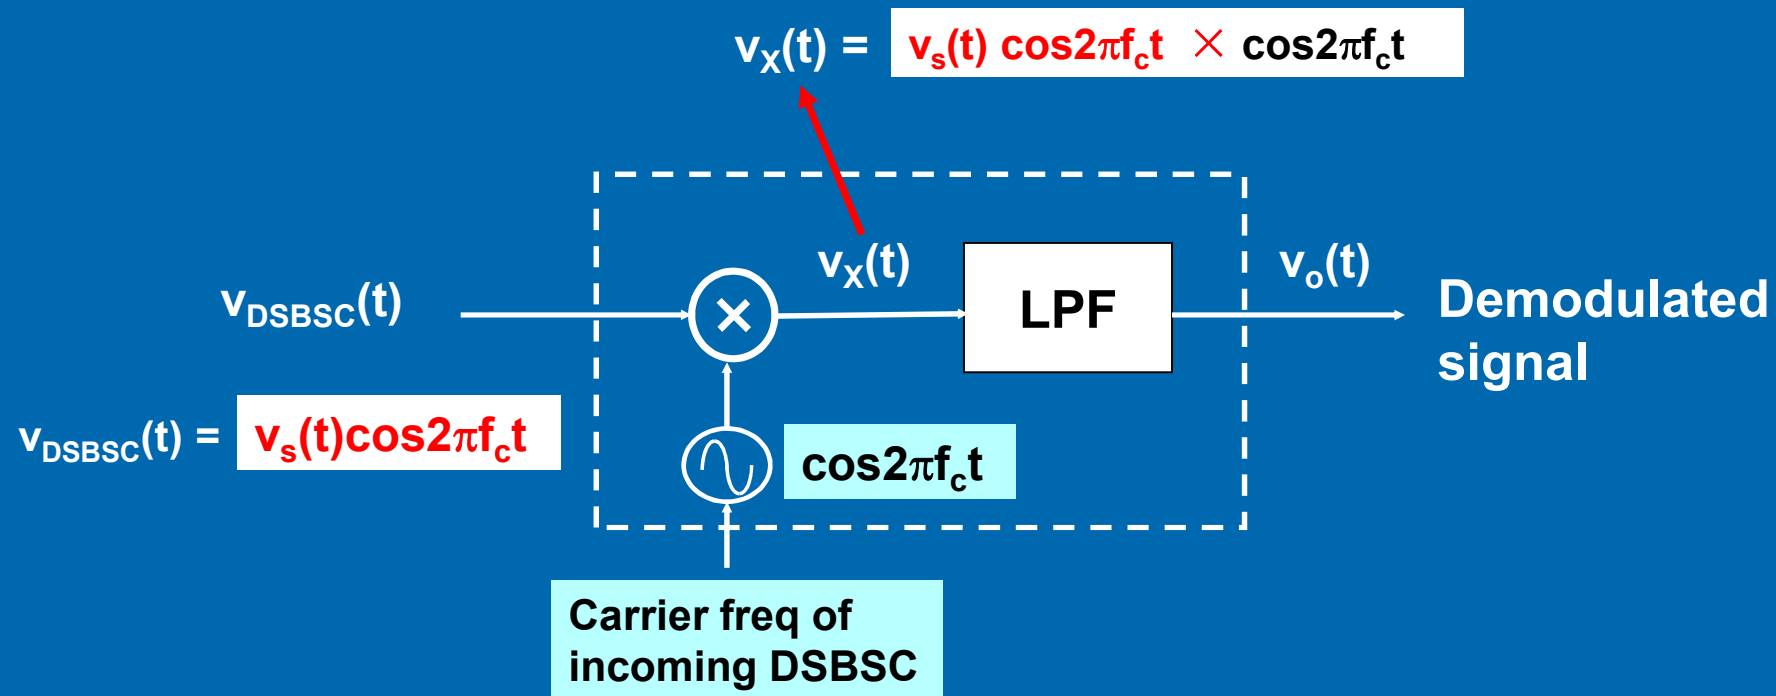 vX(t) = vs(t) cos2πfct × cos2πfct
vX(t)
vo(t)
vDSBSC(t)
×
LPF
Demodulated
signal
vDSBSC(t) = vs(t)cos2πfct
cos2πfct
Carrier freq of
incoming DSBSC